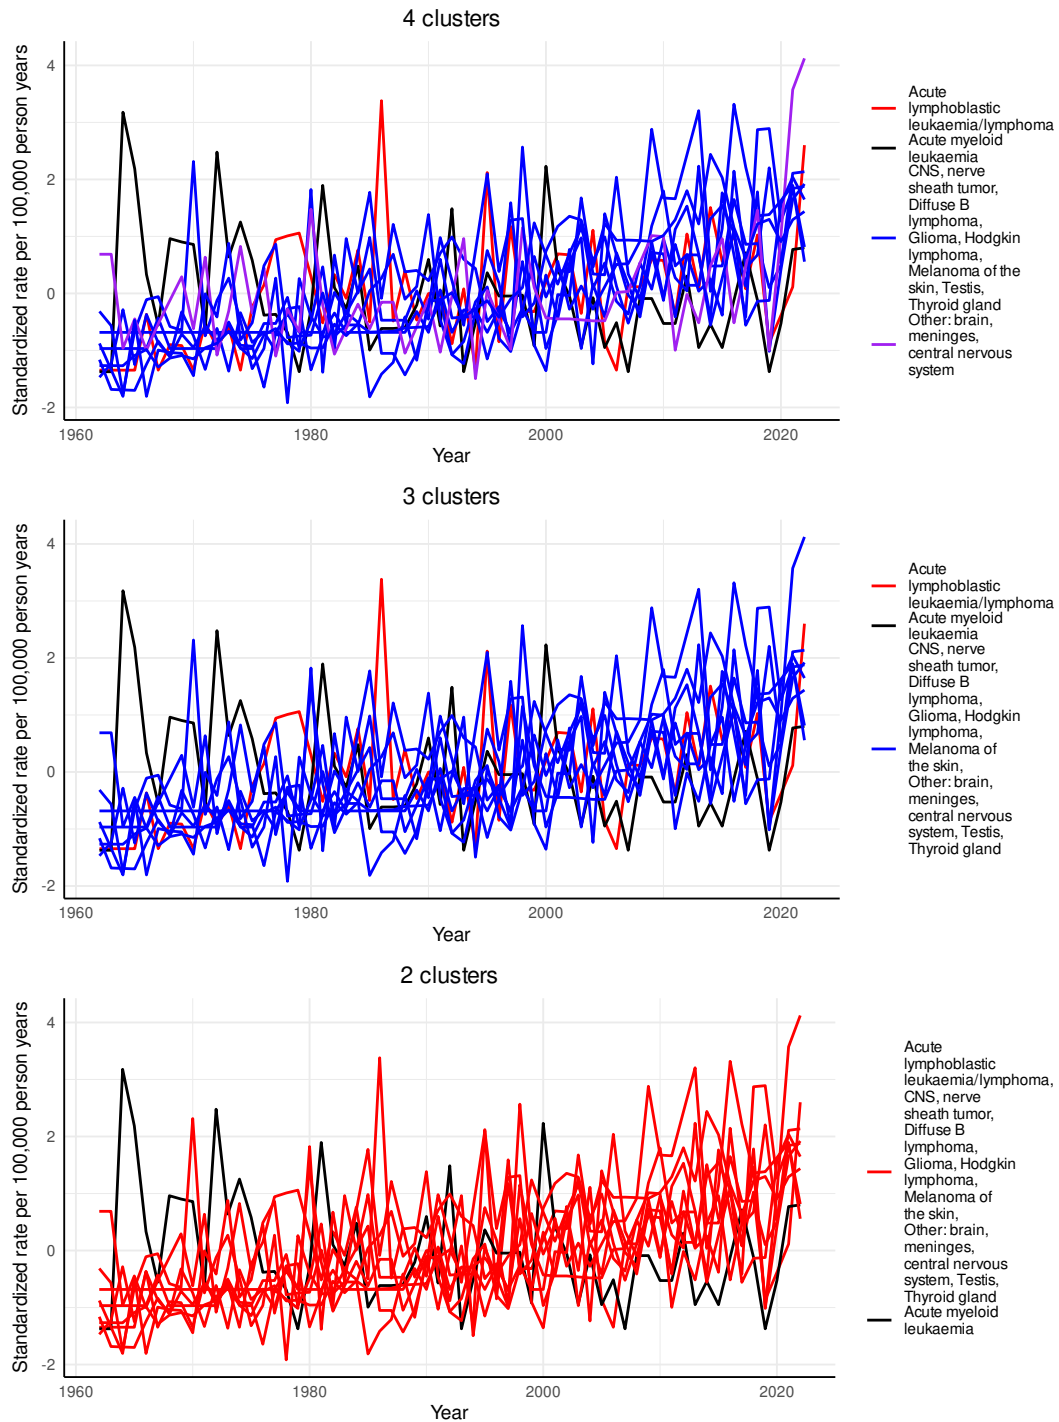 4 clusters
Standardized rate per 100,000 person years
4
2
0
-2
1960
1980
2000
2020
Year
Acute
lymphoblastic
leukaemia/lymphoma
Acute myeloid
leukaemia
CNS, nerve
sheath tumor,
Diffuse B
lymphoma,
Glioma, Hodgkin
lymphoma,
Melanoma of the
skin, Testis,
Thyroid gland
Other: brain,
meninges,
central nervous
system
3 clusters
Standardized rate per 100,000 person years
4
2
0
-2
1960
1980
2000
2020
Year
Acute
lymphoblastic
leukaemia/lymphoma
Acute myeloid
leukaemia
CNS, nerve
sheath tumor,
Diffuse B
lymphoma,
Glioma, Hodgkin
lymphoma,
Melanoma of
the skin,
Other: brain,
meninges,
central nervous
system, Testis,
Thyroid gland
2 clusters
Standardized rate per 100,000 person years
4
2
0
-2
1960
1980
2000
2020
Year
Acute
lymphoblastic
leukaemia/lymphoma,
CNS, nerve
sheath tumor,
Diffuse B
lymphoma,
Glioma, Hodgkin
lymphoma,
Melanoma of
the skin,
Other: brain,
meninges,
central nervous
system, Testis,
Thyroid gland
Acute myeloid
leukaemia